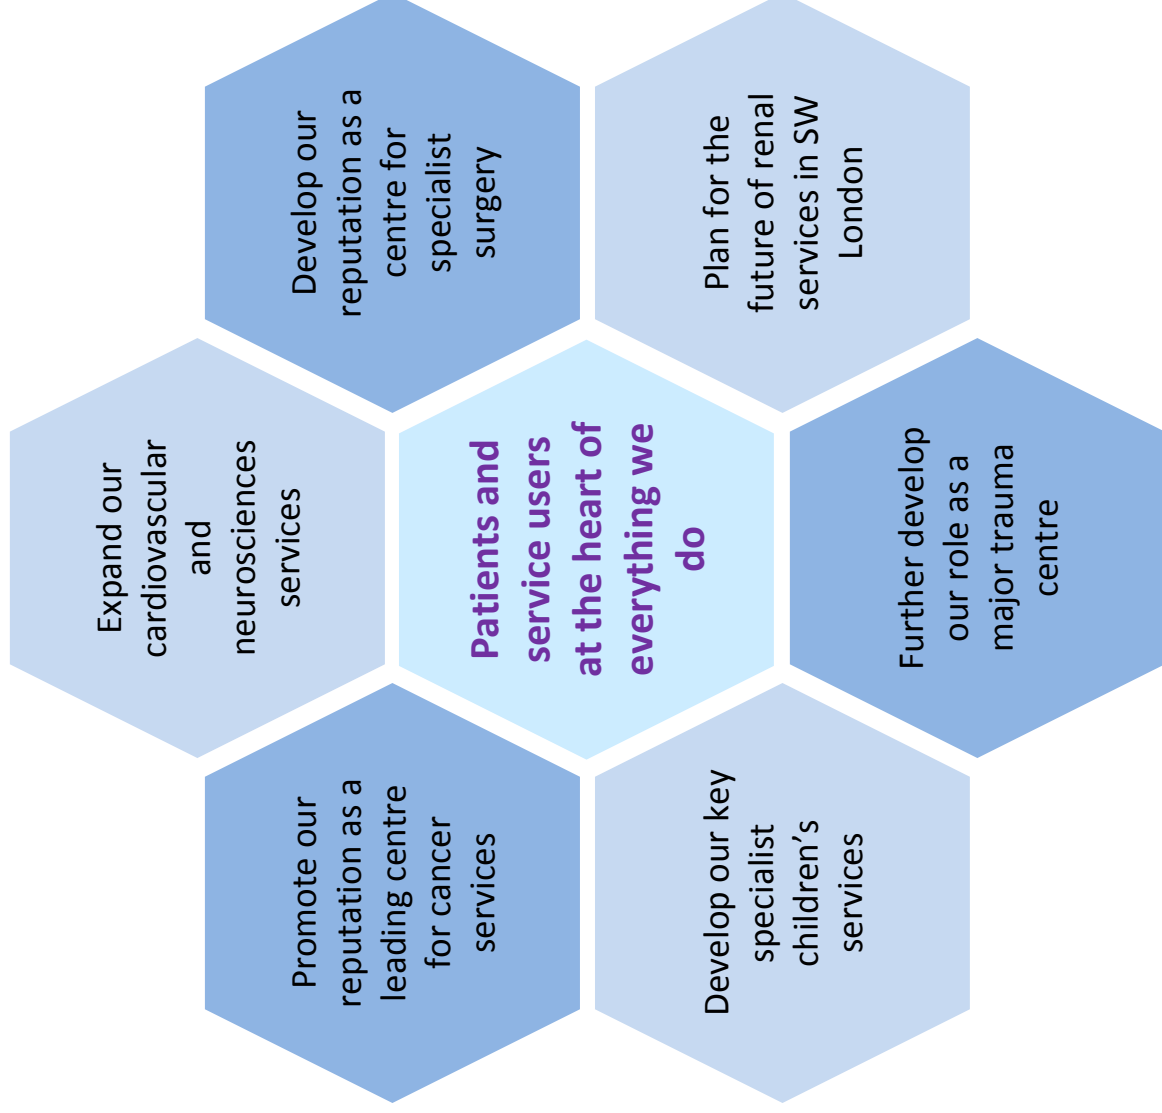 Expand our
cardiovascular
and
neurosciences
services
Promote our
reputation as a
leading centre
for cancer
services
Develop our
reputation as a
centre for
specialist
surgery
Patients and
service users
at the heart of
everything we
do
Develop our key
specialist
children’s
services
Plan for the
future of renal
services in SW
London
Further develop
our role as a
major trauma
centre